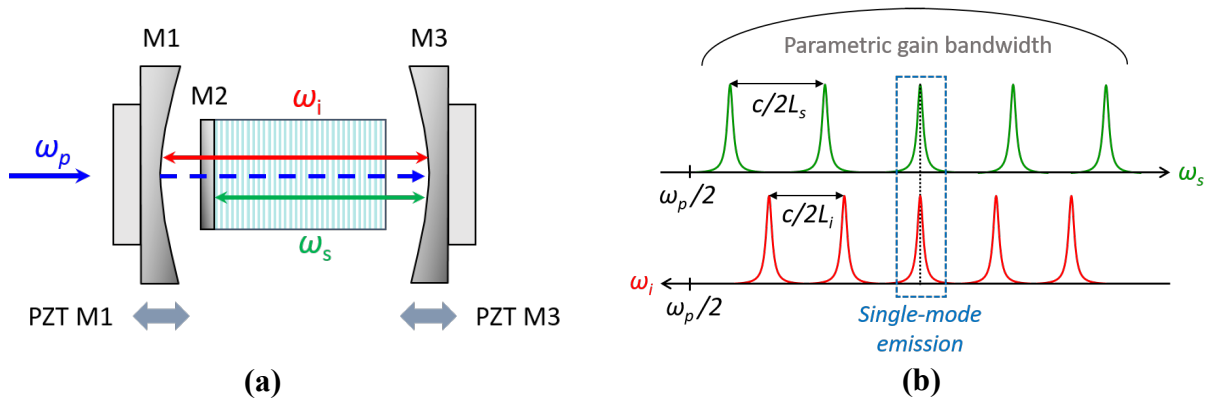 M1
M3
M2
ωi
ωp
ωs
PZT M1
PZT M3
(a)
Parametric gain bandwidth
c/2Ls
ωp/2
ωs
c/2Li
ωi
ωp/2
Single-mode
emission
(b)